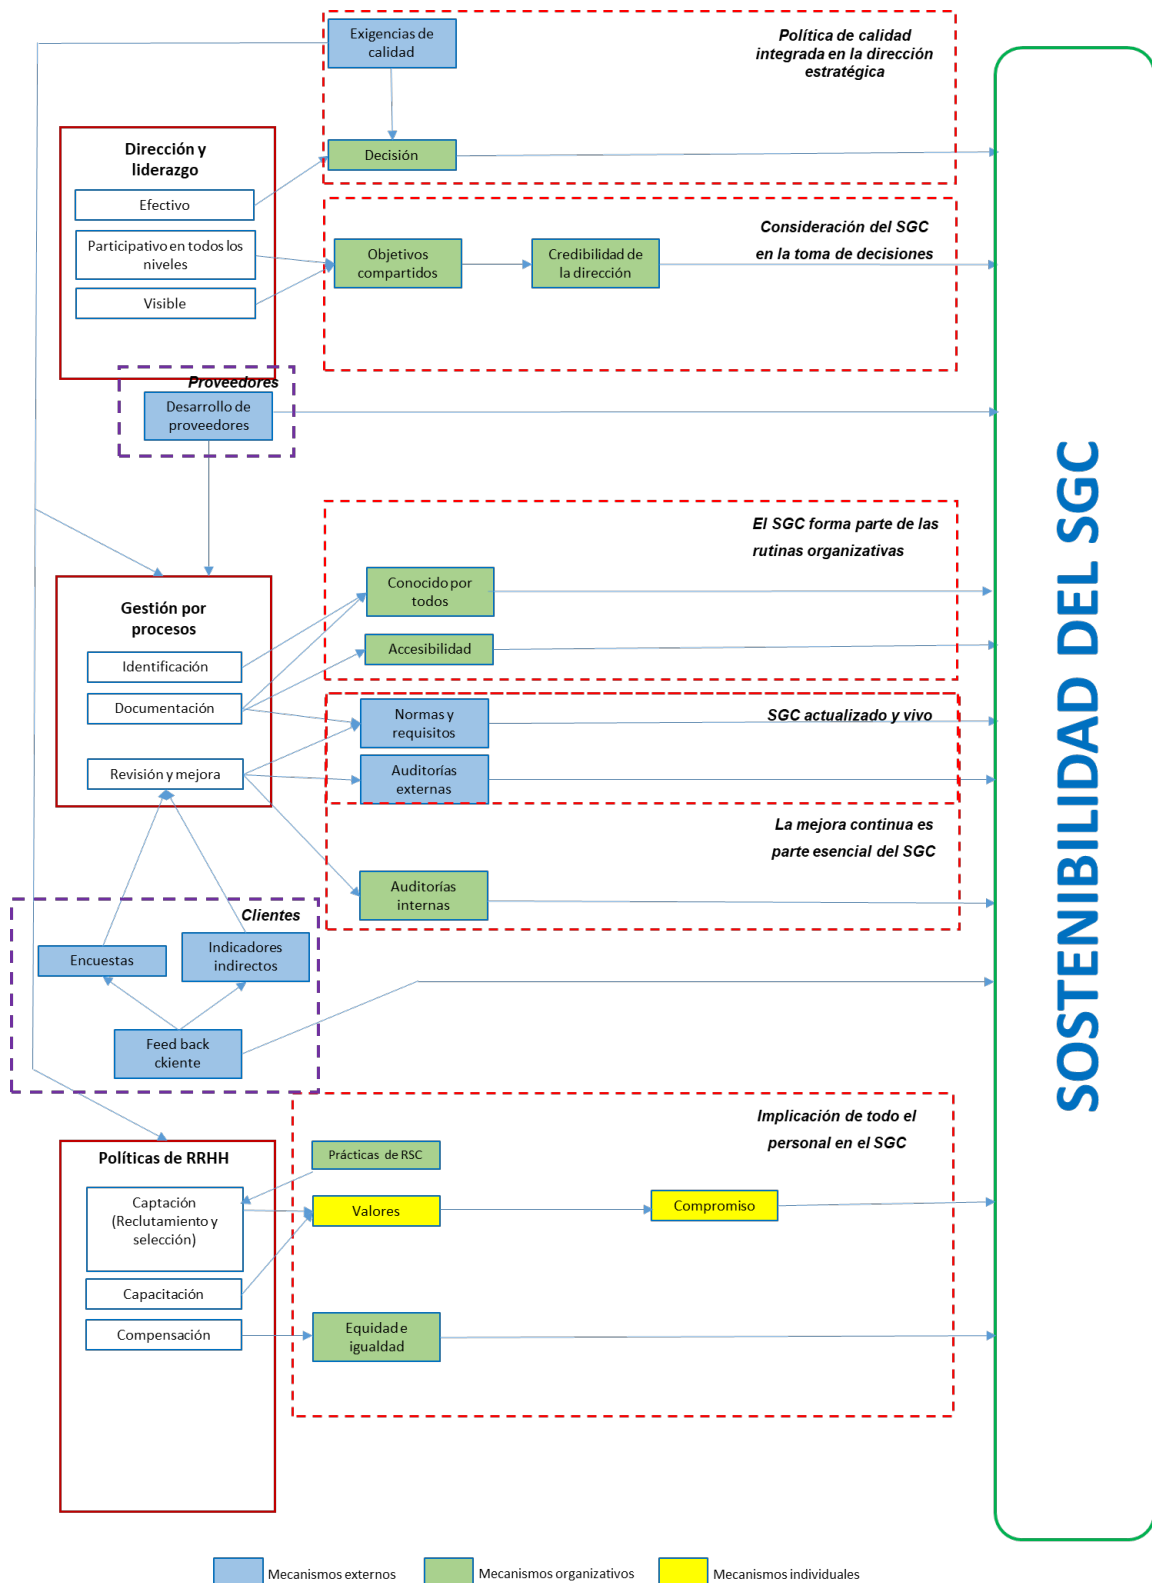 Exigencias de
calidad
Política de calidad
integrada en la dirección
estratégica
Dirección y
liderazgo
Decisión
Efectivo
Participativo en todos los
niveles
Visible
Objetivos
compartidos
Credibilidad de
la dirección
Consideración del SGC
en la toma de decisiones
Proveedores
Desarrollo de
proveedores
El SGC forma parte de las
rutinas organizativas
Gestión por
procesos
Identificación
Documentación
Revisión y mejora
Conocido por
todos
Accesibilidad
Normas y
requisitos
SGC actualizado y vivo
Auditorías
externas
La mejora continua es
parte esencial del SGC
Auditorías
internas
Clientes
Encuestas
Indicadores
indirectos
Feed back
ckiente
Implicación de todo el
personal en el SGC
Políticas de RRHH
Prácticas de RSC
Captación
(Reclutamiento y
selección)
Valores
Compromiso
Capacitación
Compensación
Equidad e
igualdad
SOSTENIBILIDAD DEL SGC
Mecanismos externos
Mecanismos organizativos
Mecanismos individuales